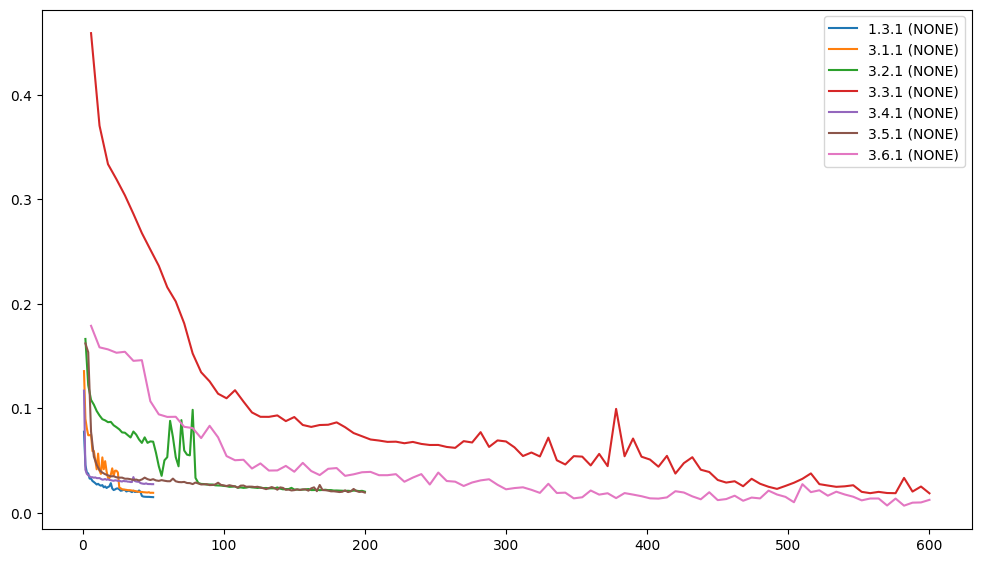 1.3.1 (NONE)
3.1.1 (NONE)
3.2.1 (NONE)
3.3.1 (NONE)
3.4.1 (NONE)
3.5.1 (NONE)
3.6.1 (NONE)
0.4
0.3
0.2
0.1
0.0
0 100 200 300 400 500 600